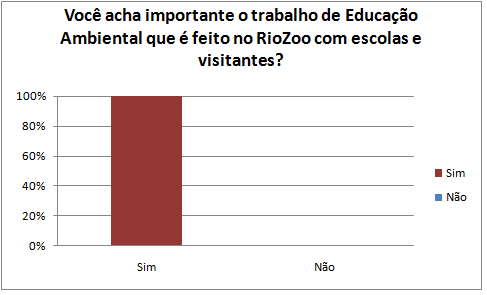 Você acha importante o trabalho de Educação
Ambiental que é feito no RioZoo com escolas e
visitantes?
100%
80%
60%
40%
20%
0%
Sim
Não
Sim
Não